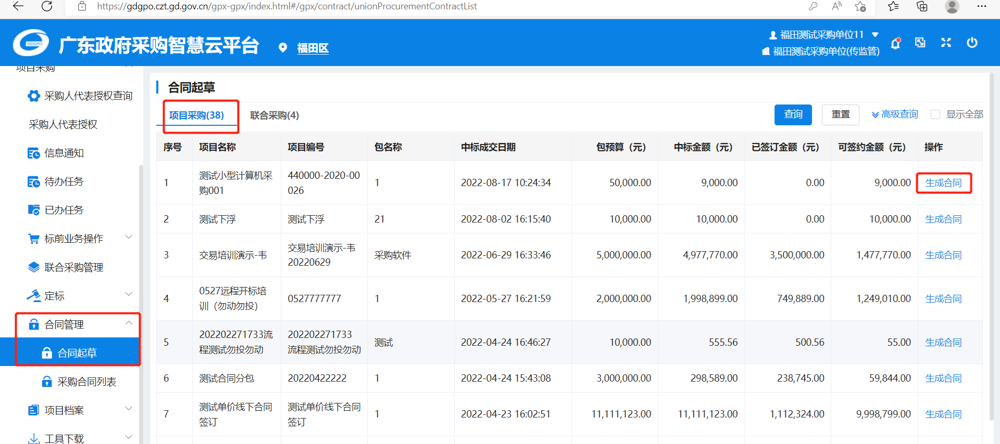 https://gdgpo.czt.gd.gov.cn/gpx-gpx/index.html#/gpx/contract/unionProcurementContractList
GDGPO
广东政府采购智慧云平台
福田区
福田测试采购单位11
福田测试采购单位(传监管)
项目采购
采购人代表授权查询
采购人代表授权
信息通知
待办任务
已办任务
标前业务操作
联合采购管理
定标
合同管理
合同起草
采购合同列表
项目档案
工具下载
合同起草
项目采购(38) 联合采购(4) 查询 重置 高级查询 显示全部
序号 项目名称 项目编号 包名称 中标成交日期 包预算（元） 中标金额（元） 已签订金额（元） 可签约金额（元） 操作
测试小型计算机采 440000-2020-00
1 1 2022-08-17 10:24:34 50,000.00 9,000.00 0.00 9,000.00 生成合同
购001 026
2 测试下浮 测试下浮 21 2022-08-02 16:15:40 10,000.00 10,000.00 0.00 10,000.00 生成合同
交易培训演示-韦
3 交易培训演示-韦 采购软件 2022-06-29 16:33:46 5,000,000.00 4,977,770.00 3,500,000.00 1,477,770.00 生成合同
20220629
0527远程开标培
4 0527777777 1 2022-05-27 16:21:59 2,000,000.00 1,998,899.00 749,889.00 1,249,010.00 生成合同
训（勿动勿投）
202202271733流 202202271733
5 测试 2022-04-24 16:46:27 10,000.00 555.56 500.56 55.00 生成合同
程测试勿投勿动 流程测试勿投勿动
6 测试合同分包 20220422222 1 2022-04-24 15:43:08 3,000,000.00 298,589.00 238,745.00 59,844.00 生成合同
测试单价线下合同 测试单价线下合同
7 1 2022-04-23 16:02:51 11,111,123.00 11,111,123.00 1,112,324.00 9,998,799.00 生成合同
签订 签订